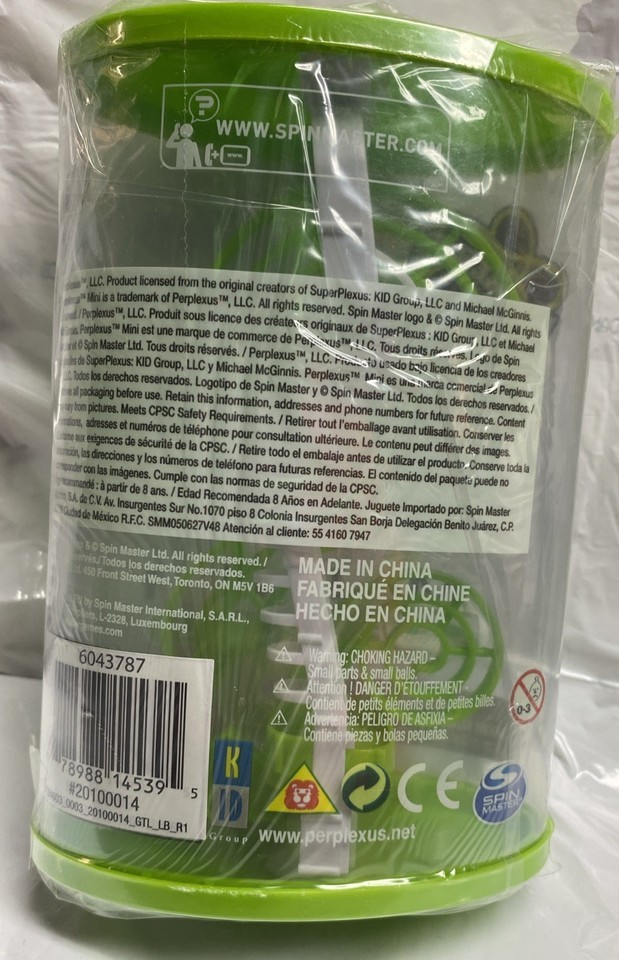 ?
WWW.SPINMASTER.COM
LLC. Product licensed from the original creators of SuperPlexus: KID Group, LLC and Michael McGinnis.
Mini is a trademark of Perplexus™, LLC. All rights reserved. Spin Master logo & © Spin Master Ltd. All rights
/ Perplexus™, LLC. Produit sous licence des créateurs originaux de SuperPlexus : KID Group, LLC et Michael
Perplexus™ Mini est une marque de commerce de Perplexus™, LLC. Tous droits réservés. Logo de Spin
et © Spin Master Ltd. Tous droits réservés. / Perplexus™, LLC. Producto usado bajo licencia de los creadores
de SuperPlexus: KID Group, LLC y Michael McGinnis. Perplexus™ Mini es una marca comercial de Perplexus
Todos los derechos reservados. Logotipo de Spin Master y © Spin Master Ltd. Todos los derechos reservados. /
all packaging before use. Retain this information, addresses and phone numbers for future reference. Content
from pictures. Meets CPSC Safety Requirements. / Retirer tout l'emballage avant utilisation. Conserver les
adresses et numéros de téléphone pour consultation ultérieure. Le contenu peut différer des images.
aux exigences de sécurité de la CPSC. / Retire todo el embalaje antes de utilizar el producto. Conserve toda la
las direcciones y los números de teléfono para futuras referencias. El contenido del paquete puede no
con las imágenes. Cumple con las normas de seguridad de la CPSC.
: à partir de 8 ans. / Edad Recomendada 8 Años en Adelante. Juguete Importado por: Spin Master
S.A. de C.V. Av. Insurgentes Sur No.1070 piso 8 Colonia Insurgentes San Borja Delegación Benito Juárez, C.P.
Ciudad de México R.F.C. SMM050627V48 Atención al cliente: 55 4160 7947
& © Spin Master Ltd. All rights reserved. /
/ Todos los derechos reservados.
450 Front Street West, Toronto, ON M5V 1B6
by Spin Master International, S.A.R.L.,
L-2328, Luxembourg
MADE IN CHINA
FABRIQUÉ EN CHINE
HECHO EN CHINA
Warning: CHOKING HAZARD –
Small parts & small balls.
Attention ! DANGER D'ÉTOUFFEMENT –
Contient de petits éléments et de petites billes.
Advertencia: PELIGRO DE ASFIXIA –
Contiene piezas y bolas pequeñas.
0-3
6043787
78988 14539 5
#20100014
_0003_20100014_GTL_LB_R1
K
D
Group
www.perplexus.net
CE
SPIN
MASTER